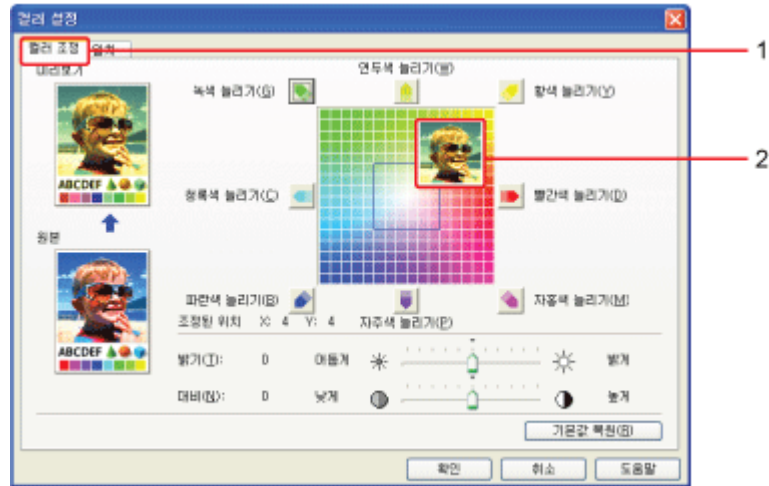 컬러 설정
컬러 조정
1
미리보기
연두색 늘리기(W)
녹색 늘리기(G)
황색 늘리기(Y)
2
ABCDEF
청록색 늘리기(C)
빨간색 늘리기(D)
원본
파란색 늘리기(B)
자홍색 늘리기(M)
조정된 위치 X: 4 Y: 4
자주색 늘리기(P)
ABCDEF
밝기(T): 0 어둡게 밝게
대비(N): 0 낮게 높게
기본값 복원(R)
확인 취소 도움말